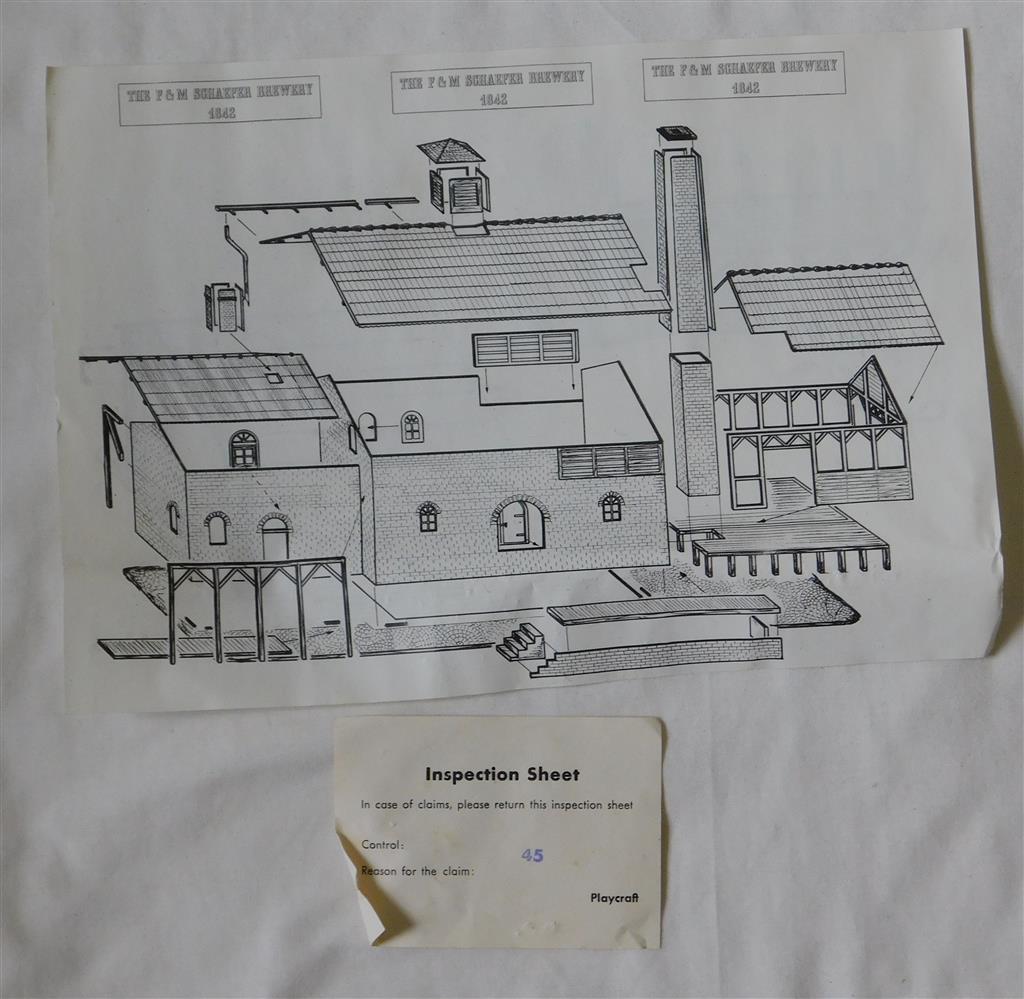 THE F & M SCHAEFER BREWERY
1842
THE F & M SCHAEFER BREWERY
1842
THE F & M SCHAEFER BREWERY
1842
Inspection Sheet
In case of claims, please return this inspection sheet
Control:
45
Reason for the claim:
Playcraft